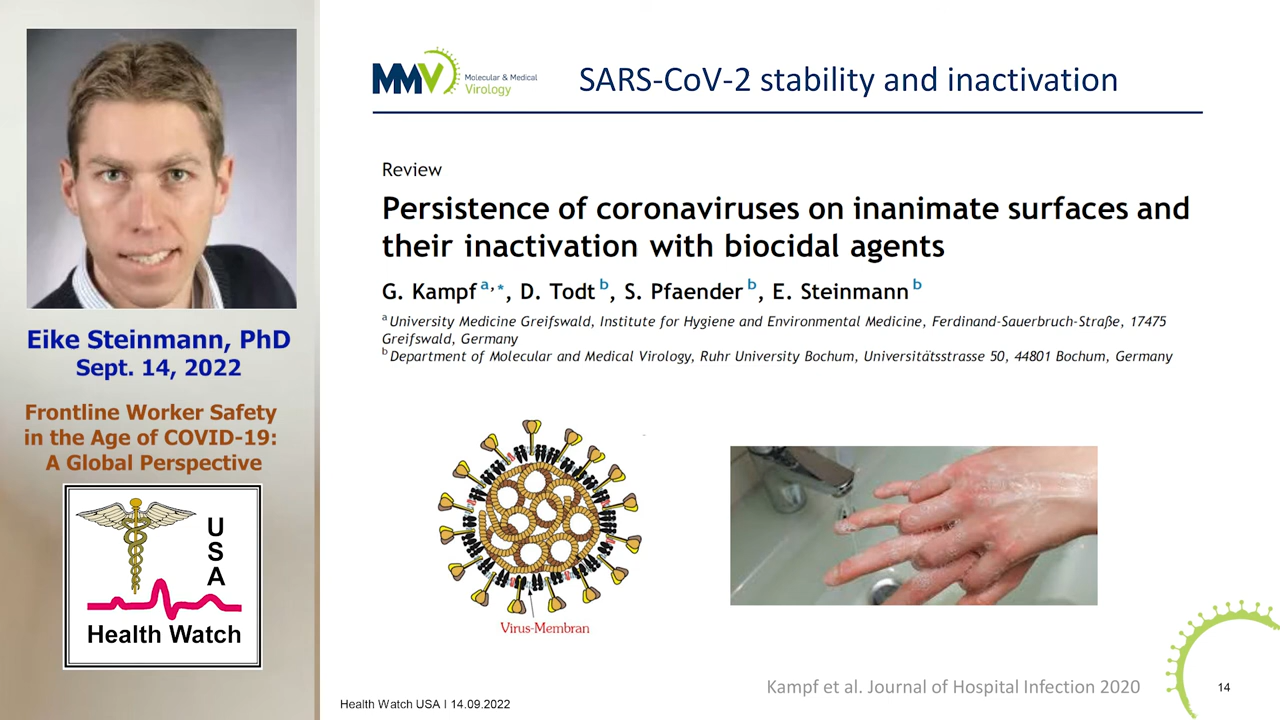 Eike Steinmann, PhD
Sept. 14, 2022
Frontline Worker Safety
in the Age of COVID-19:
A Global Perspective
U
S
A
Health Watch
MMV Molecular & Medical
Virology
SARS-CoV-2 stability and inactivation
Review
Persistence of coronaviruses on inanimate surfaces and
their inactivation with biocidal agents
G. Kampf a,*, D. Todt b, S. Pfaender b, E. Steinmann b
a University Medicine Greifswald, Institute for Hygiene and Environmental Medicine, Ferdinand-Sauerbruch-Straße, 17475
Greifswald, Germany
b Department of Molecular and Medical Virology, Ruhr University Bochum, Universitätsstrasse 50, 44801 Bochum, Germany
Virus-Membran
Kampf et al. Journal of Hospital Infection 2020
14
Health Watch USA I 14.09.2022